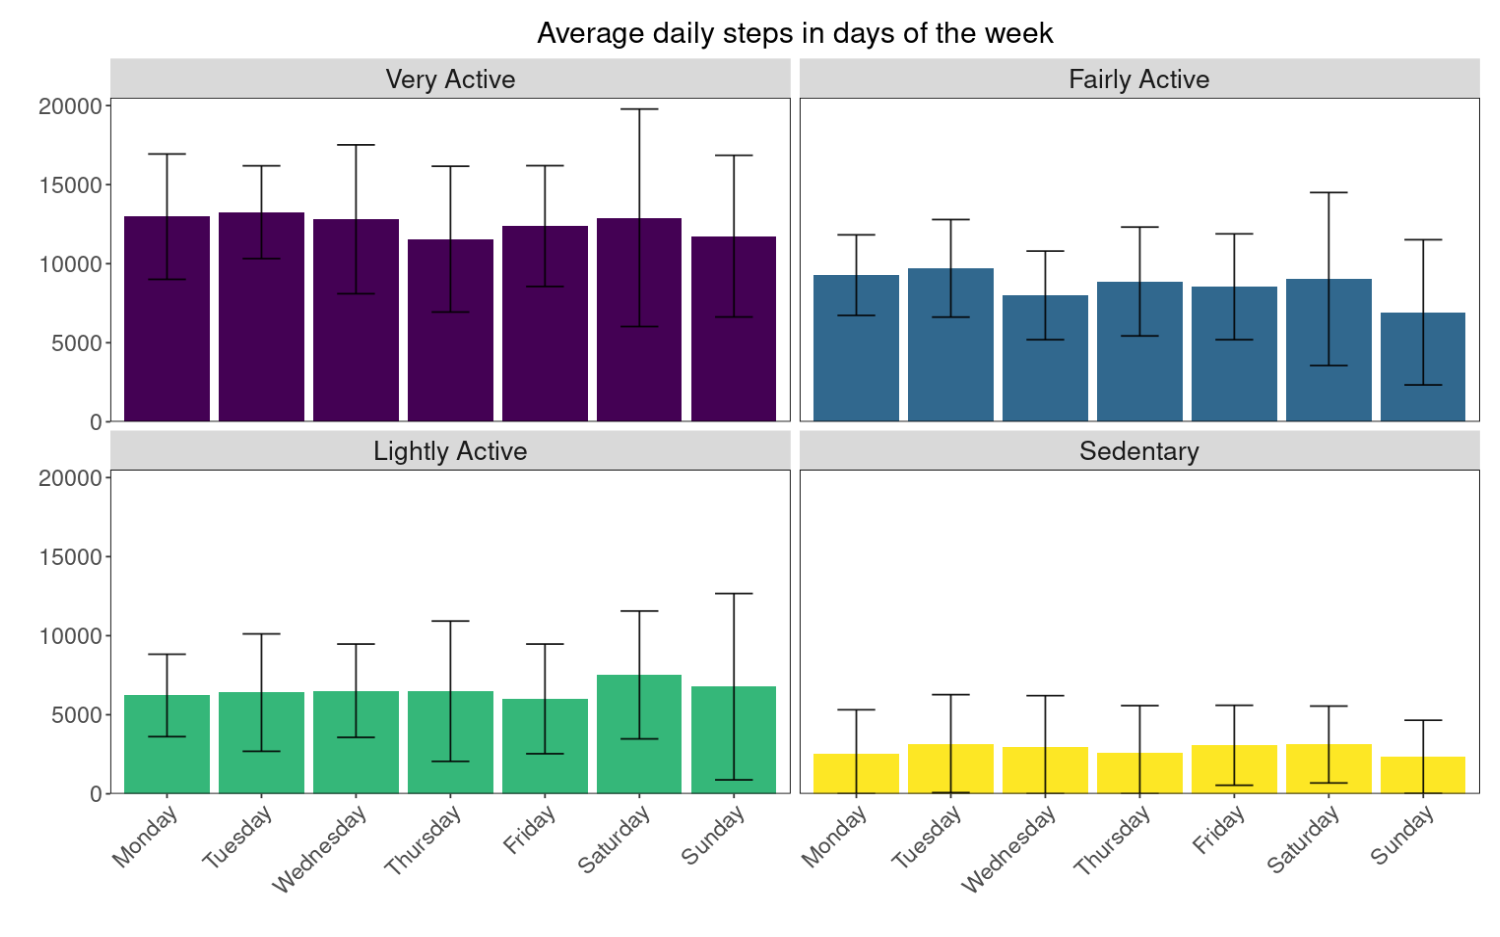 Average daily steps in days of the week
Very Active
Fairly Active
20000
15000
10000
5000
0
Lightly Active
Sedentary
20000
15000
10000
5000
0
Monday
Tuesday
Wednesday
Thursday
Friday
Saturday
Sunday
Monday
Tuesday
Wednesday
Thursday
Friday
Saturday
Sunday